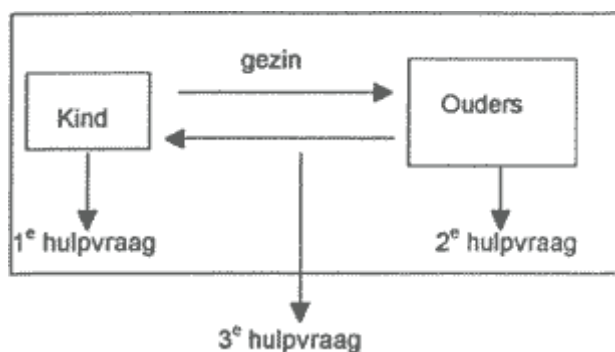 gezin
Kind
Ouders
1e hulpvraag
2e hulpvraag
3e hulpvraag